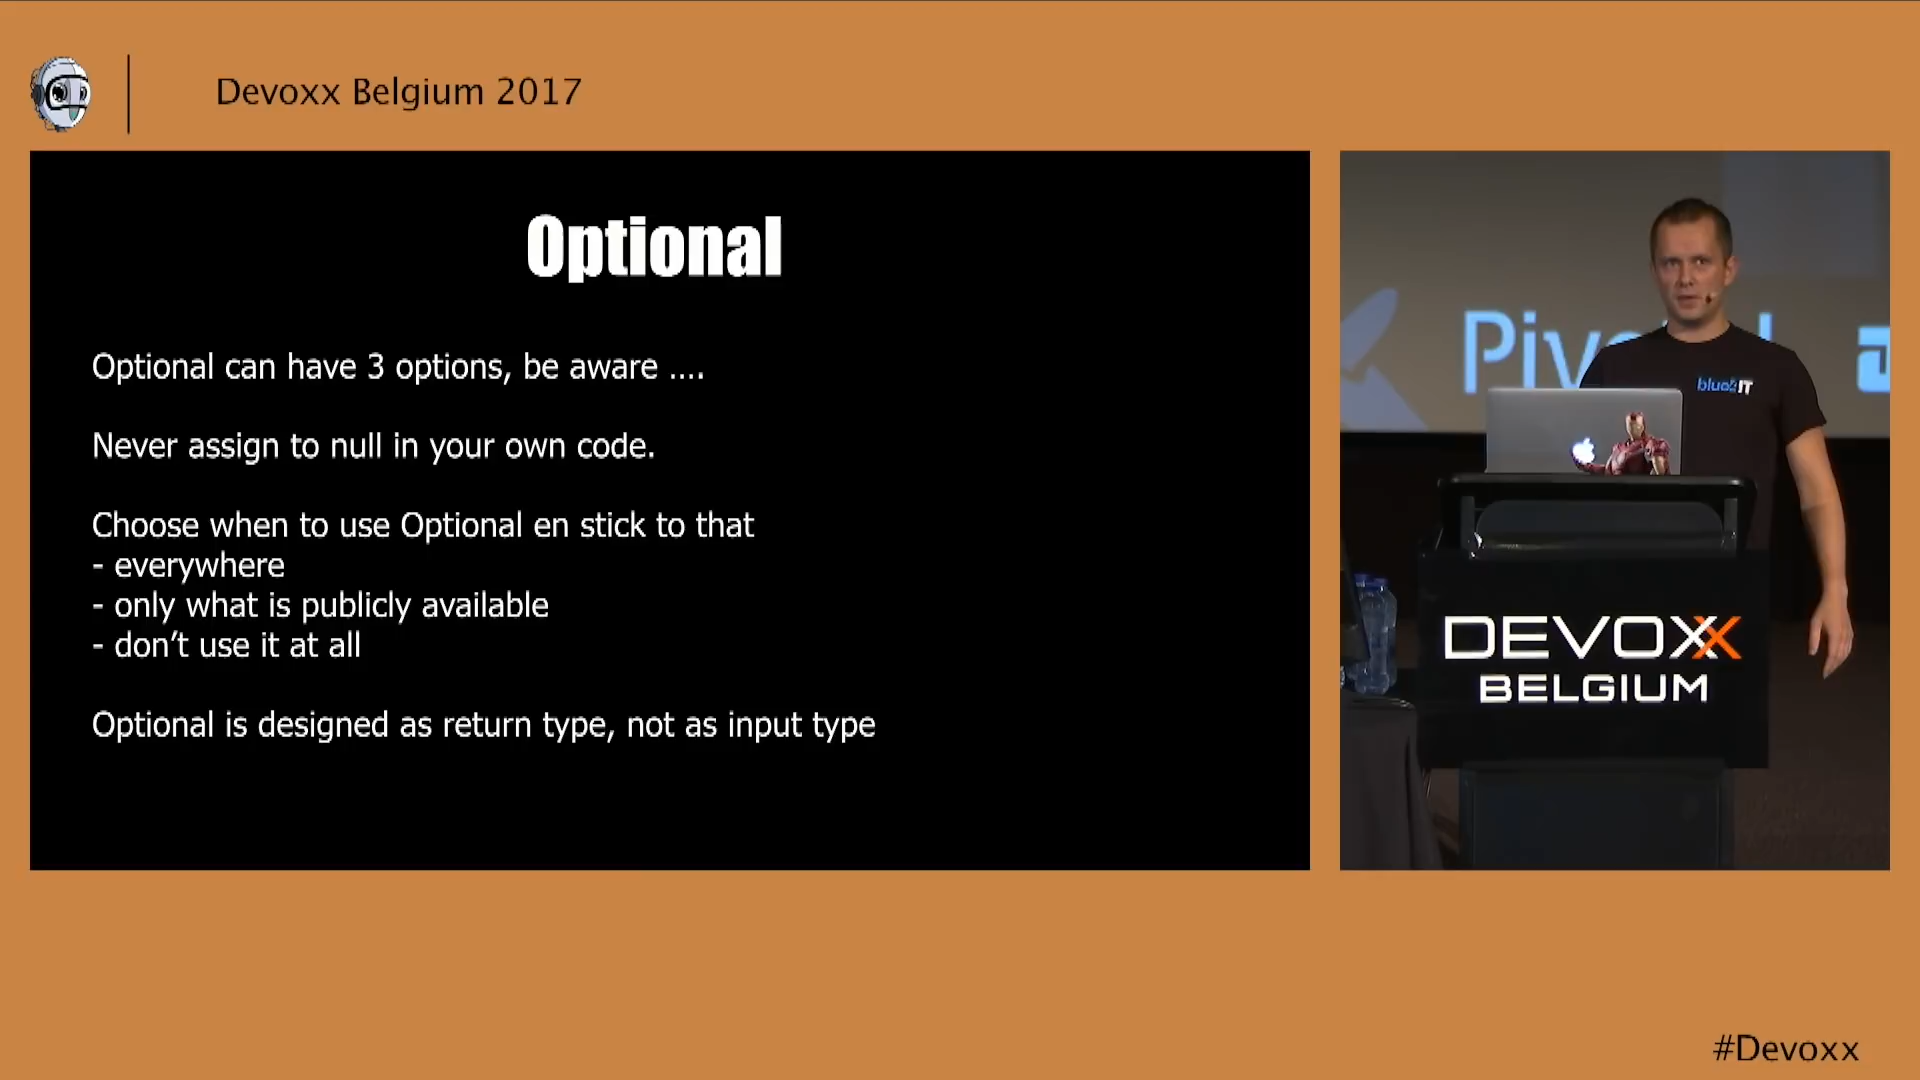 Devoxx Belgium 2017
Optional
Optional can have 3 options, be aware ....
Never assign to null in your own code.
Choose when to use Optional en stick to that
- everywhere
- only what is publicly available
- don’t use it at all
Optional is designed as return type, not as input type
DEVOXX
BELGIUM
#Devoxx